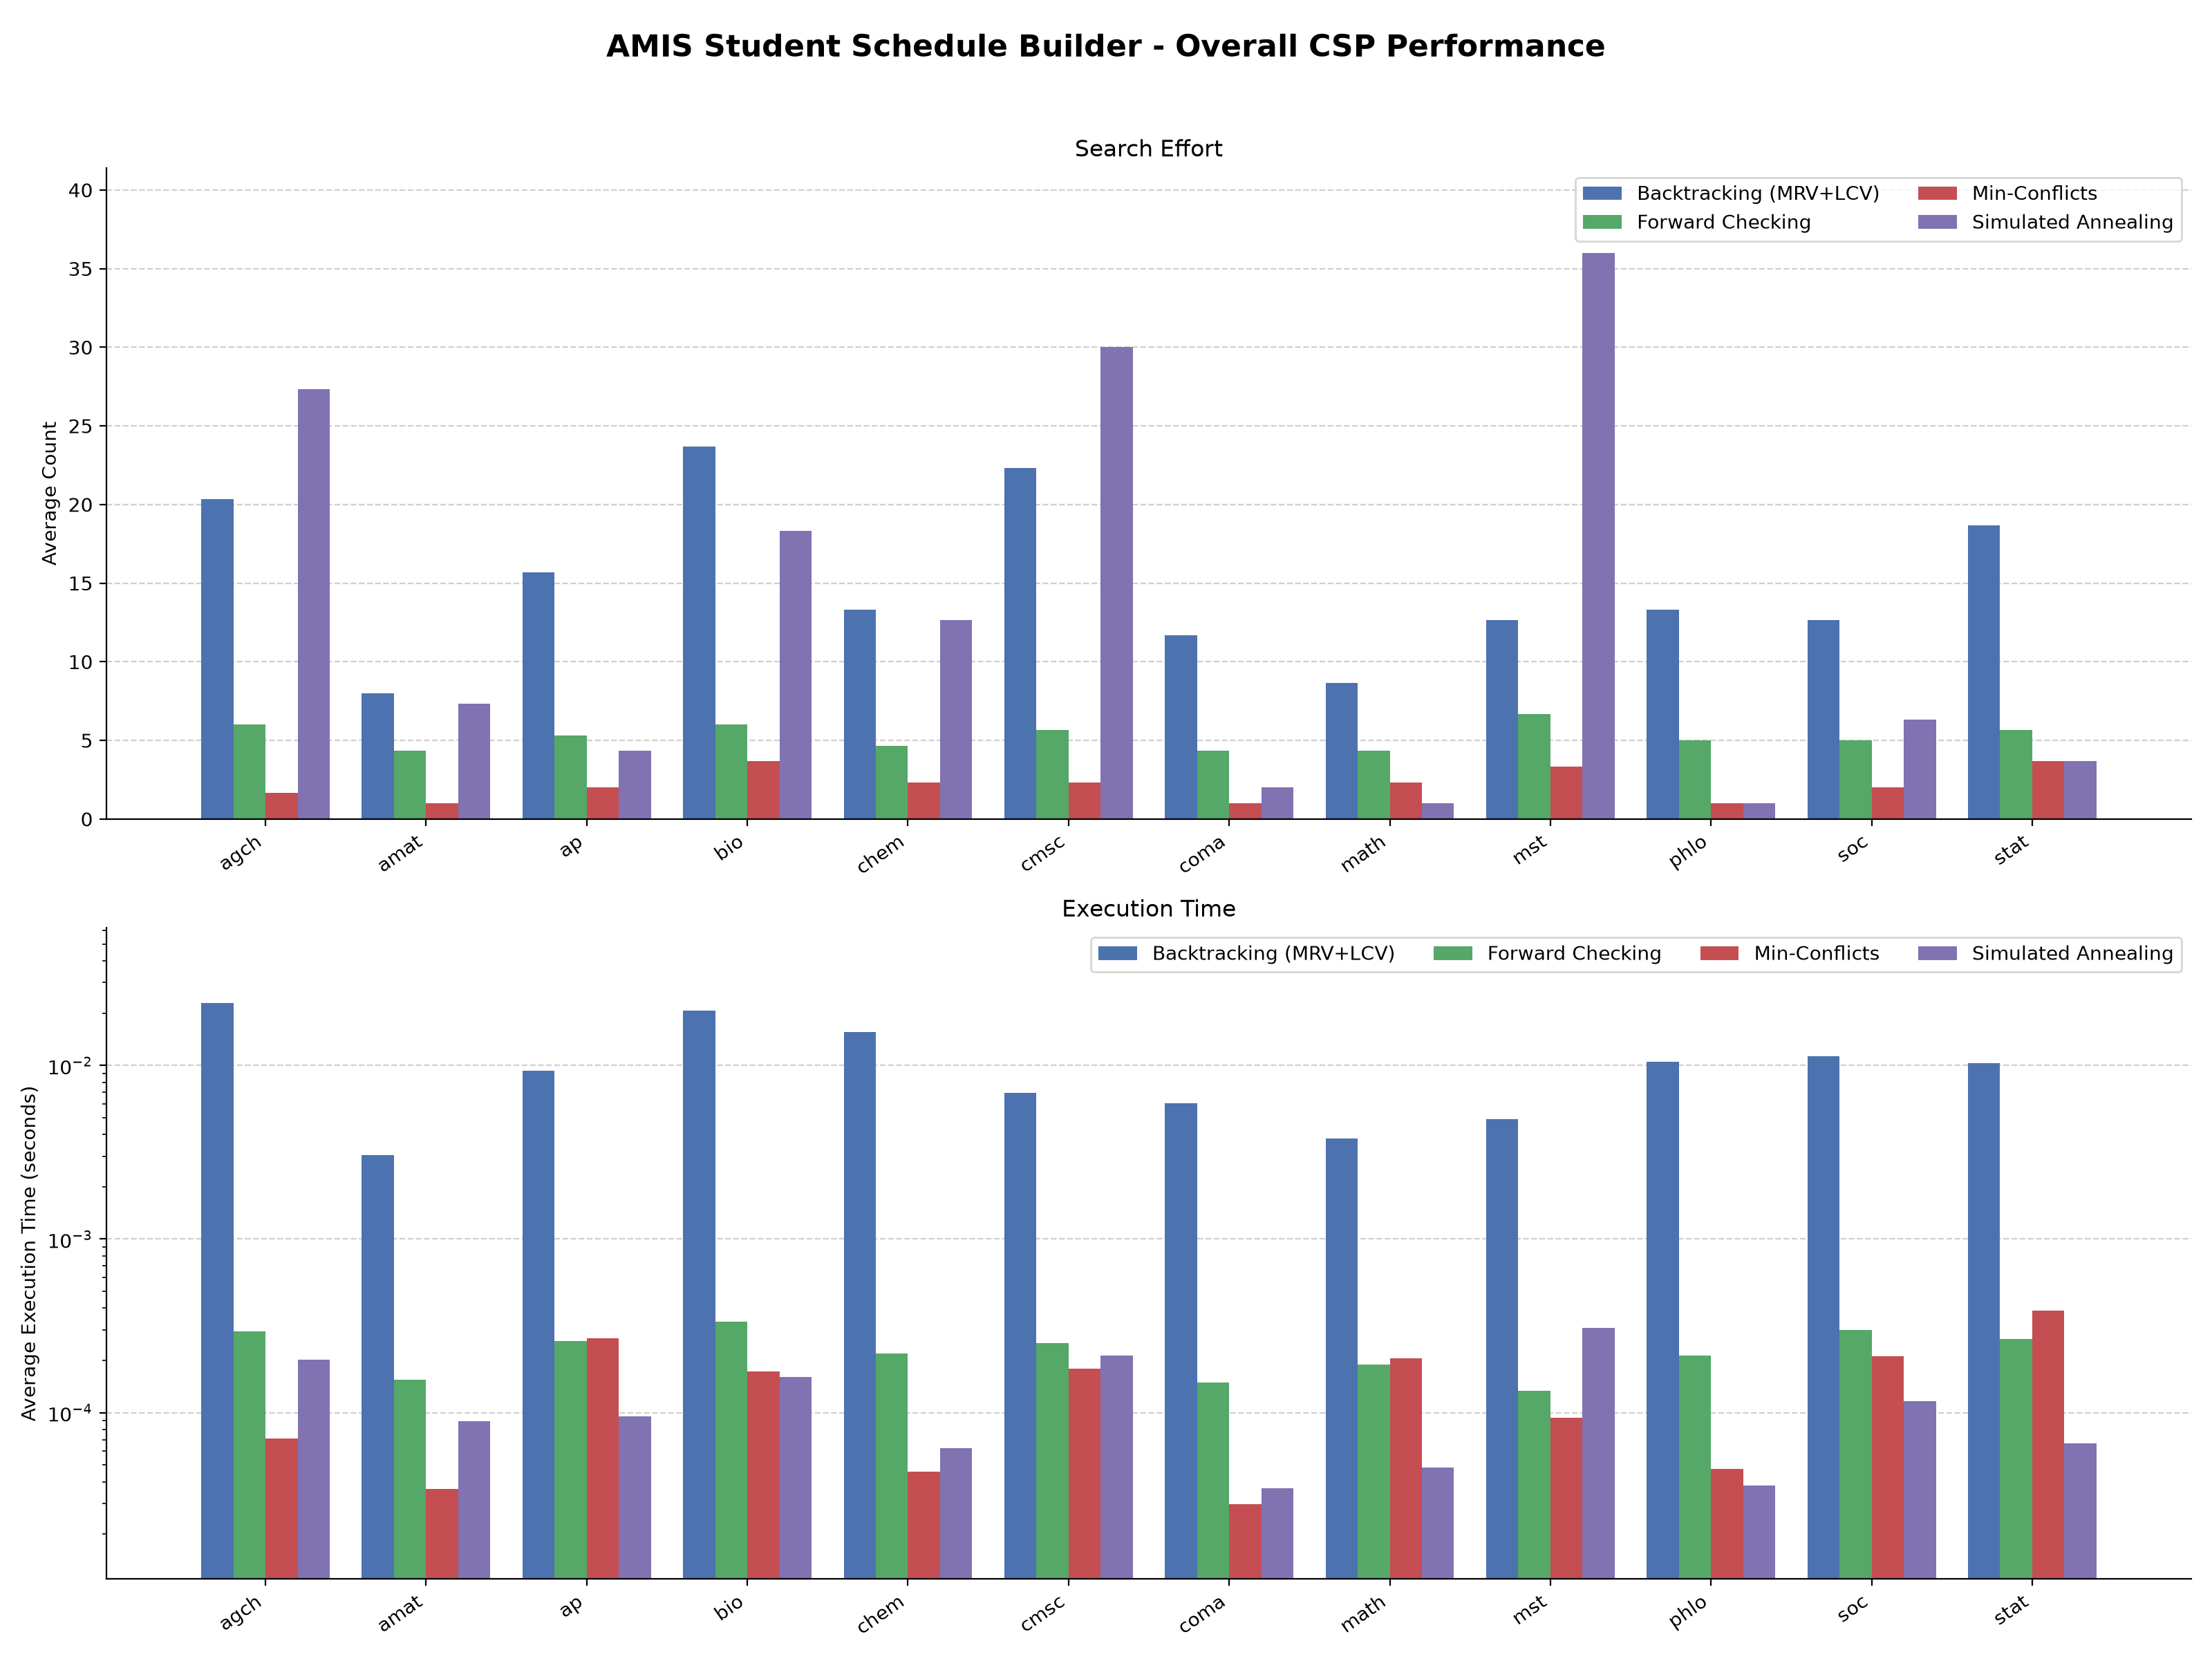 AMIS Student Schedule Builder - Overall CSP Performance
Search Effort
Average Count
40
35
30
25
20
15
10
5
0
Backtracking (MRV+LCV) Min-Conflicts
Forward Checking Simulated Annealing
agch amat ap bio chem cmsc coma math mst phlo soc stat
Execution Time
Average Execution Time (seconds)
Backtracking (MRV+LCV) Forward Checking Min-Conflicts Simulated Annealing
10⁻²
10⁻³
10⁻⁴
agch amat ap bio chem cmsc coma math mst phlo soc stat